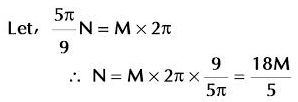 Let, 5π/9 N = M × 2π
∴ N = M × 2π × 9/5π = 18M/5